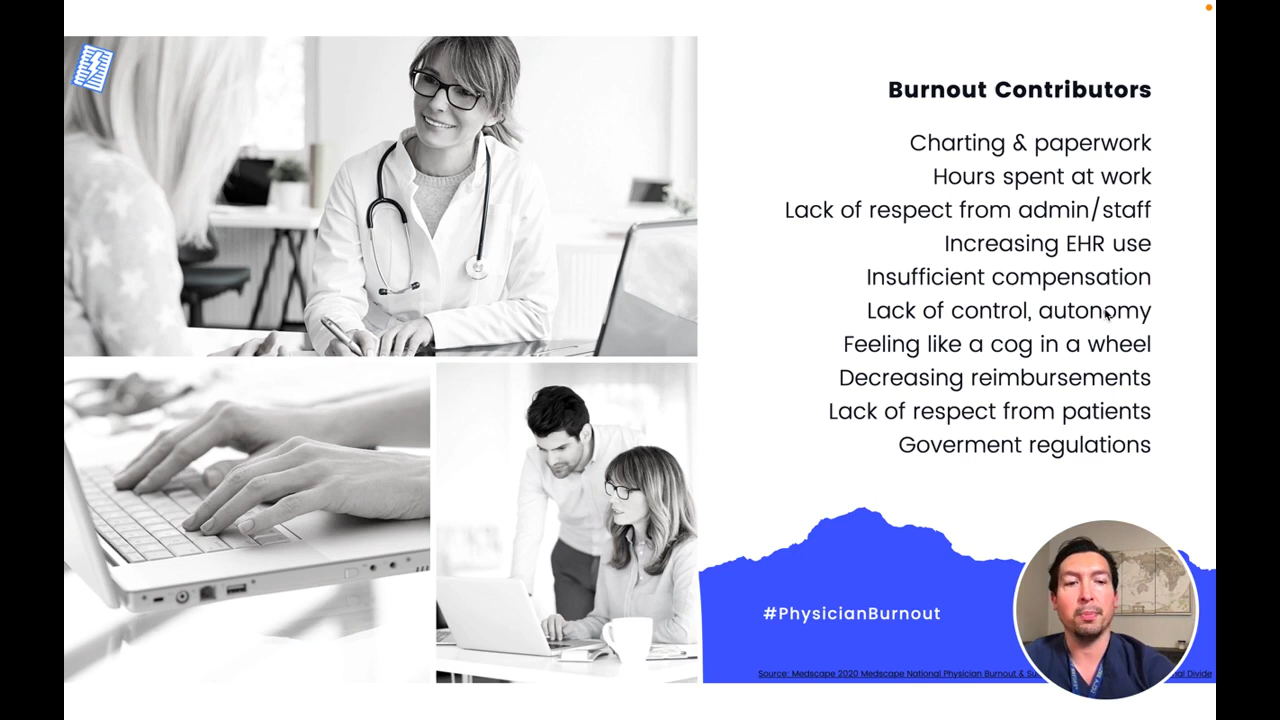 Burnout Contributors
Charting & paperwork
Hours spent at work
Lack of respect from admin/staff
Increasing EHR use
Insufficient compensation
Lack of control, autonomy
Feeling like a cog in a wheel
Decreasing reimbursements
Lack of respect from patients
Goverment regulations
#PhysicianBurnout
Source: Medscape 2020 Medscape National Physician Burnout & Divide